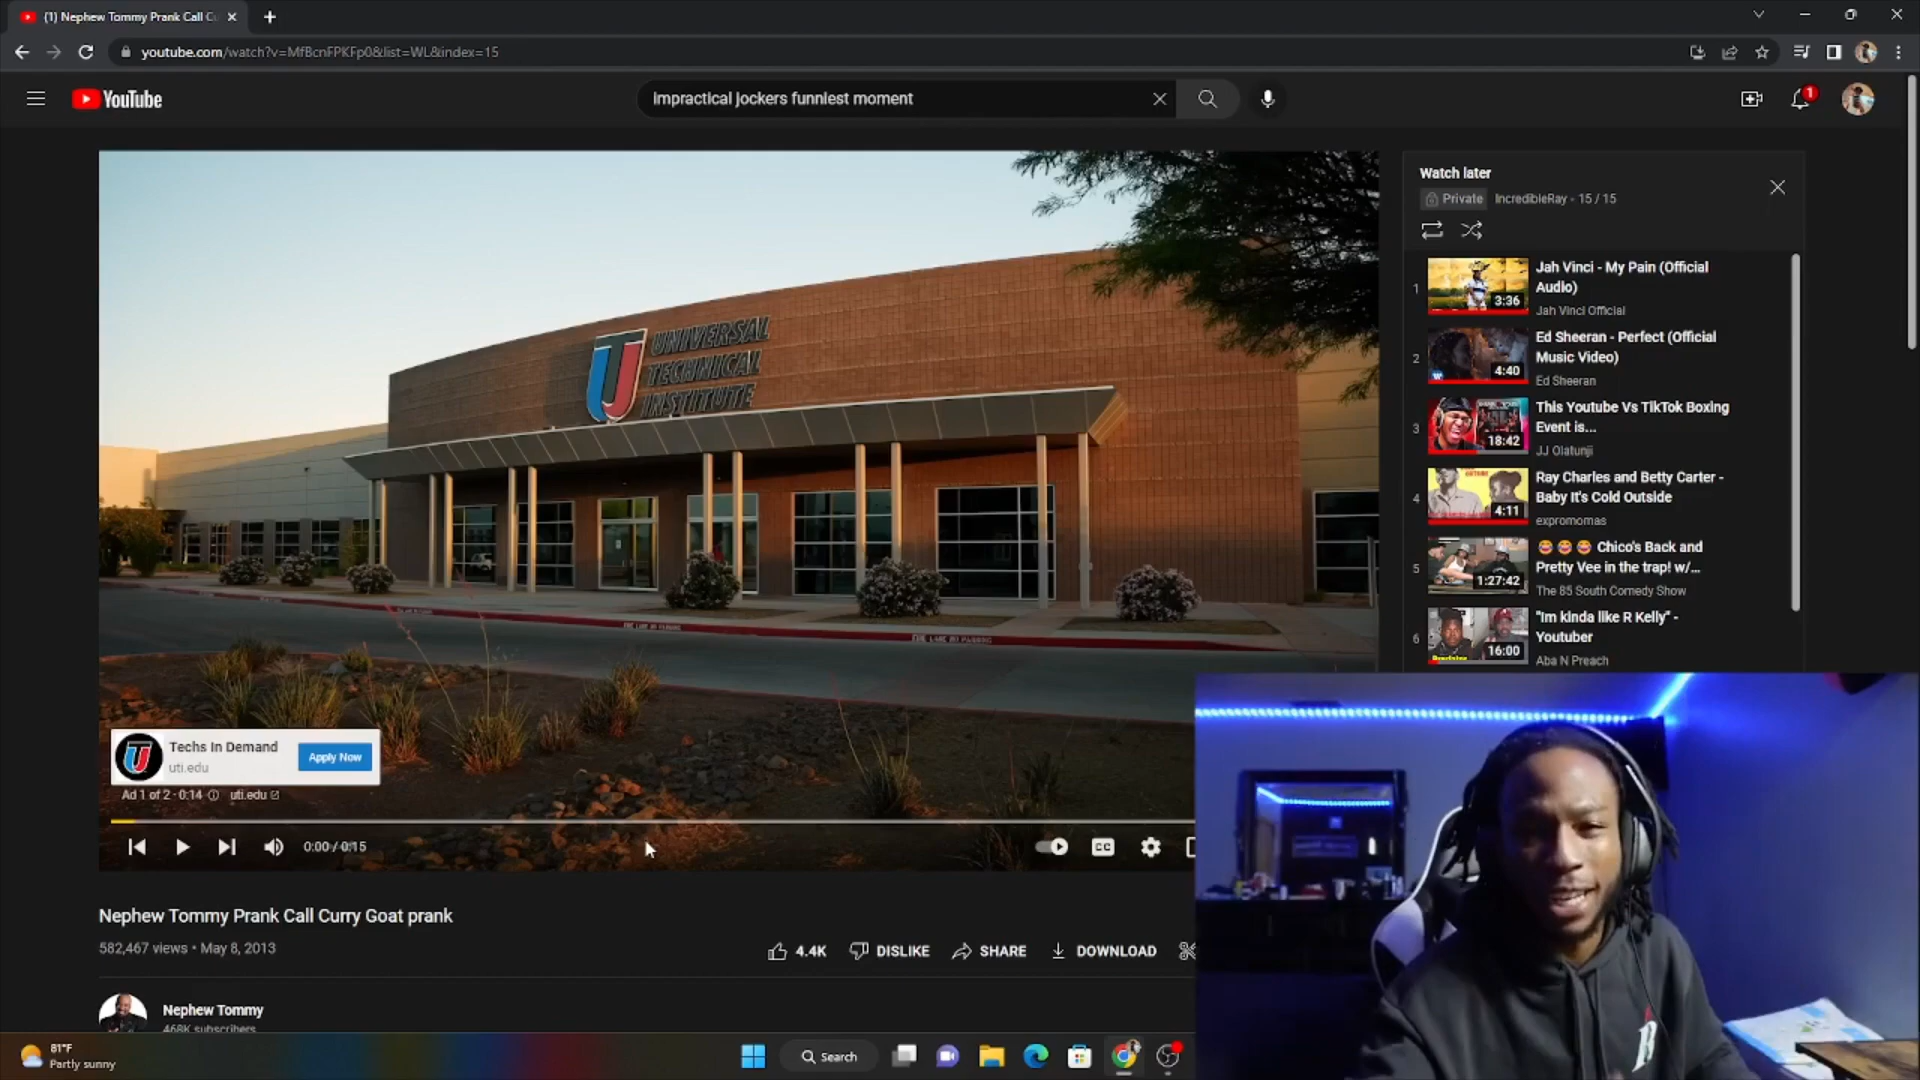 (1) Nephew Tommy Prank Call Cu
youtube.com/watch?v=MfBcnFPKFp0&list=WL&index=15
YouTube
impractical jockers funniest moment
1
UNIVERSAL
TECHNICAL
INSTITUTE
Techs In Demand
uti.edu
Apply Now
Ad 1 of 2 • 0:14
uti.edu
0:00 / 0:15
CC
Nephew Tommy Prank Call Curry Goat prank
582,467 views • May 8, 2013
4.4K
DISLIKE
SHARE
DOWNLOAD
Nephew Tommy
468K subscribers
Watch later
Private
IncredibleRay - 15 / 15
1
3:36
Jah Vinci - My Pain (Official
Audio)
Jah Vinci Official
2
4:40
Ed Sheeran - Perfect (Official
Music Video)
Ed Sheeran
3
18:42
This Youtube Vs TikTok Boxing
Event is...
JJ Olatunji
4
4:11
Ray Charles and Betty Carter -
Baby It's Cold Outside
expromomas
5
1:27:42
😂 😂 😂 Chico's Back and
Pretty Vee in the trap! w/...
The 85 South Comedy Show
6
16:00
"Im kinda like R Kelly" -
Youtuber
Aba N Preach
81°F
Partly sunny
Search